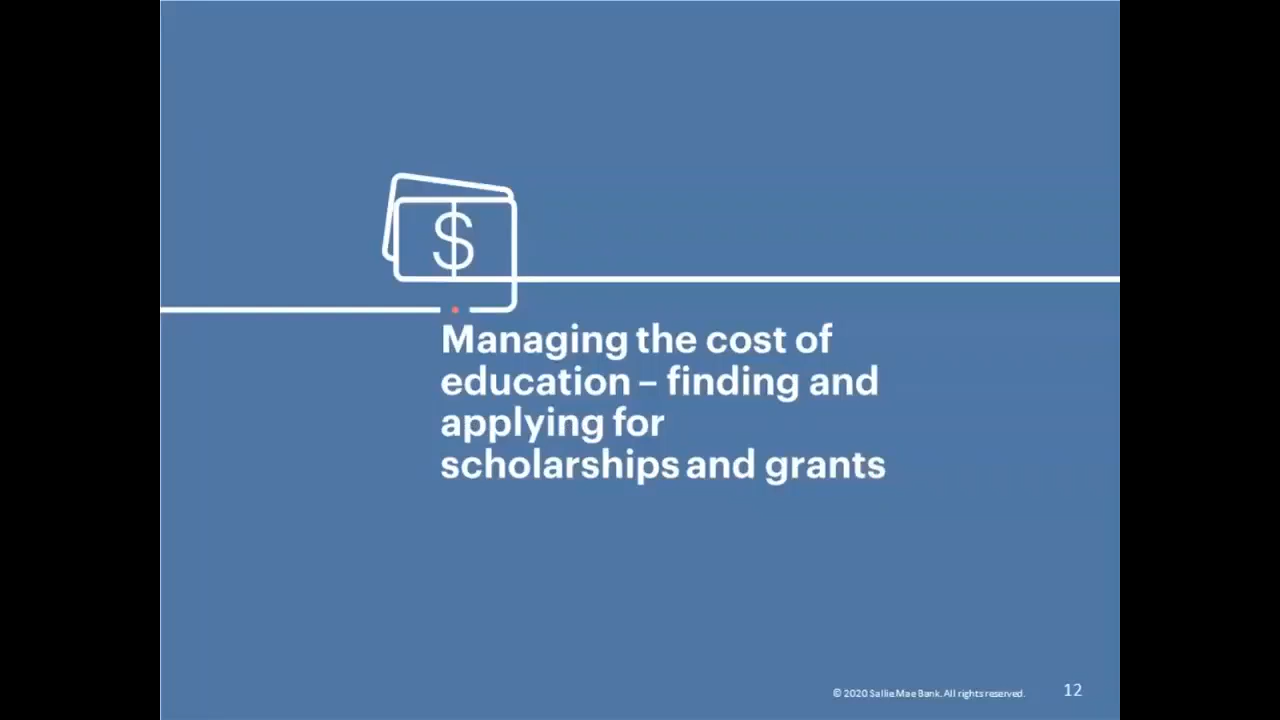 $
Managing the cost of
education – finding and
applying for
scholarships and grants
© 2020 Sallie Mae Bank. All rights reserved.
12